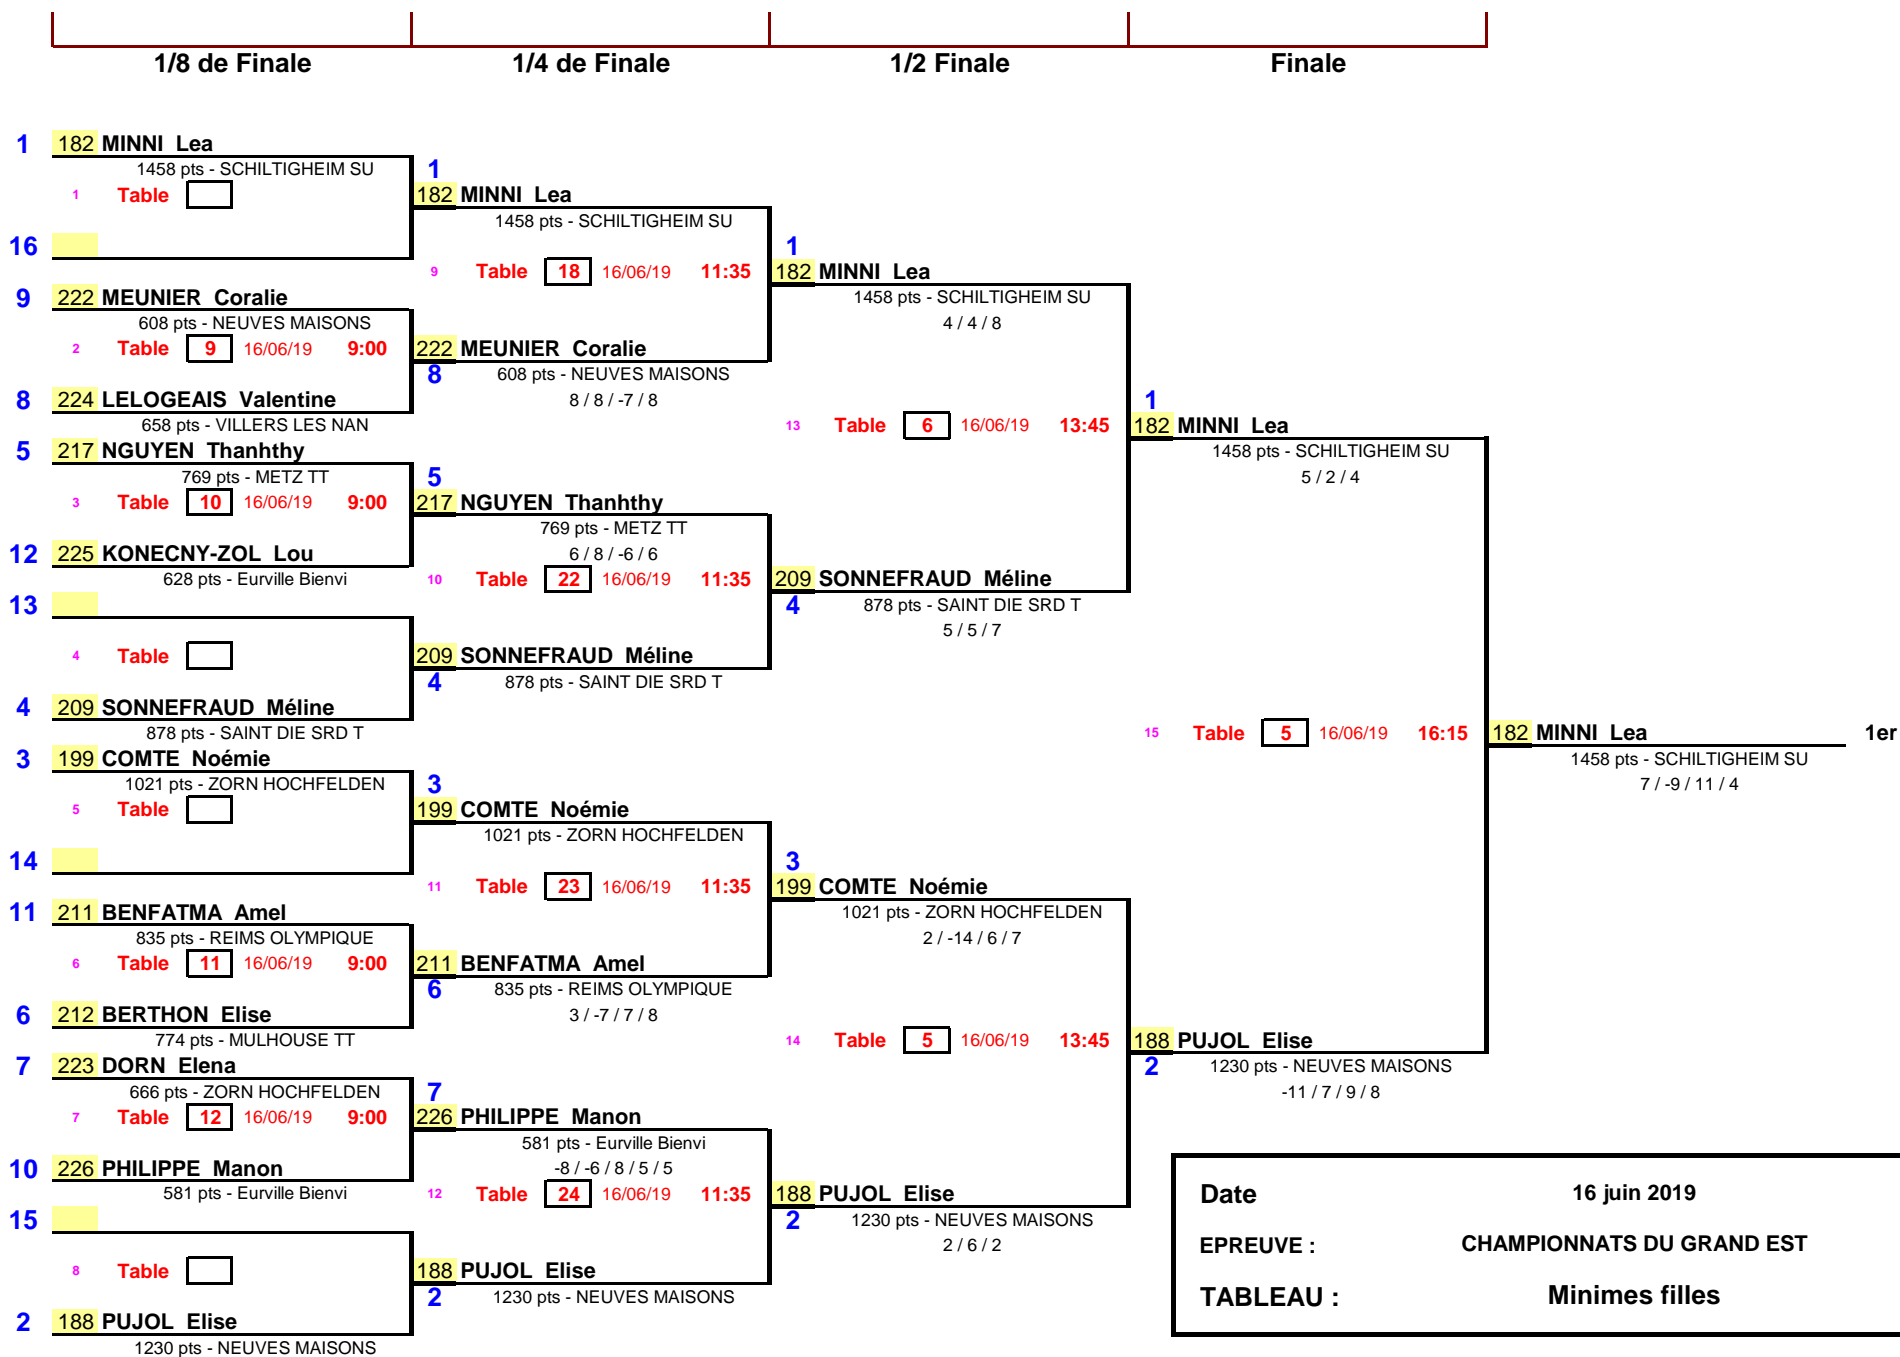 1/8 de Finale 1/4 de Finale 1/2 Finale Finale
1 182 MINNI Lea
1458 pts - SCHILTIGHEIM SU
1 Table
16
9 222 MEUNIER Coralie
608 pts - NEUVES MAISONS
2 Table 9 16/06/19 9:00
8 224 LELOGEAIS Valentine
658 pts - VILLERS LES NAN
5 217 NGUYEN Thanhthy
769 pts - METZ TT
3 Table 10 16/06/19 9:00
12 225 KONECNY-ZOL Lou
628 pts - Eurville Bienvi
13
4 Table
4 209 SONNEFRAUD Méline
878 pts - SAINT DIE SRD T
3 199 COMTE Noémie
1021 pts - ZORN HOCHFELDEN
5 Table
14
11 211 BENFATMA Amel
835 pts - REIMS OLYMPIQUE
6 Table 11 16/06/19 9:00
6 212 BERTHON Elise
774 pts - MULHOUSE TT
7 223 DORN Elena
666 pts - ZORN HOCHFELDEN
7 Table 12 16/06/19 9:00
10 226 PHILIPPE Manon
581 pts - Eurville Bienvi
15
8 Table
2 188 PUJOL Elise
1230 pts - NEUVES MAISONS
1
182 MINNI Lea
1458 pts - SCHILTIGHEIM SU
9 Table 18 16/06/19 11:35
222 MEUNIER Coralie
8
608 pts - NEUVES MAISONS
8 / 8 / -7 / 8
5
217 NGUYEN Thanhthy
769 pts - METZ TT
6 / 8 / -6 / 6
10 Table 22 16/06/19 11:35
209 SONNEFRAUD Méline
4
878 pts - SAINT DIE SRD T
3
199 COMTE Noémie
1021 pts - ZORN HOCHFELDEN
11 Table 23 16/06/19 11:35
211 BENFATMA Amel
6
835 pts - REIMS OLYMPIQUE
3 / -7 / 7 / 8
7
226 PHILIPPE Manon
581 pts - Eurville Bienvi
-8 / -6 / 8 / 5 / 5
12 Table 24 16/06/19 11:35
188 PUJOL Elise
2
1230 pts - NEUVES MAISONS
1
182 MINNI Lea
1458 pts - SCHILTIGHEIM SU
4 / 4 / 8
13 Table 6 16/06/19 13:45
209 SONNEFRAUD Méline
4
878 pts - SAINT DIE SRD T
5 / 5 / 7
3
199 COMTE Noémie
1021 pts - ZORN HOCHFELDEN
2 / -14 / 6 / 7
14 Table 5 16/06/19 13:45
188 PUJOL Elise
2
1230 pts - NEUVES MAISONS
2 / 6 / 2
1
182 MINNI Lea
1458 pts - SCHILTIGHEIM SU
5 / 2 / 4
15 Table 5 16/06/19 16:15
188 PUJOL Elise
2
1230 pts - NEUVES MAISONS
-11 / 7 / 9 / 8
182 MINNI Lea 1er
1458 pts - SCHILTIGHEIM SU
7 / -9 / 11 / 4
Date 16 juin 2019
EPREUVE : CHAMPIONNATS DU GRAND EST
TABLEAU : Minimes filles